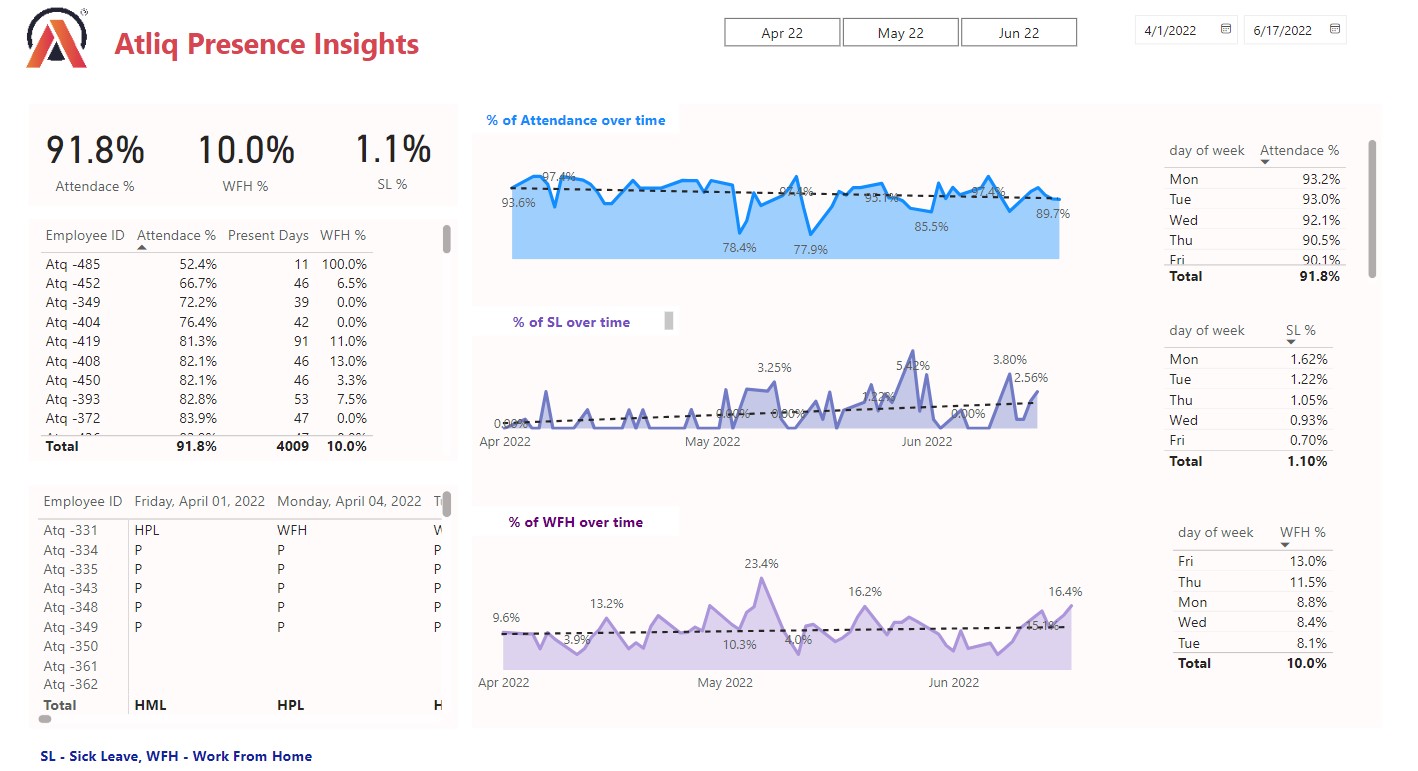 Atliq Presence Insights
Apr 22
May 22
Jun 22
4/1/2022
6/17/2022
91.8%
10.0%
1.1%
Attendace %
WFH %
SL %
Employee ID Attendace % Present Days WFH %
Atq -485 52.4% 11 100.0%
Atq -452 66.7% 46 6.5%
Atq -349 72.2% 39 0.0%
Atq -404 76.4% 42 0.0%
Atq -419 81.3% 91 11.0%
Atq -408 82.1% 46 13.0%
Atq -450 82.1% 46 3.3%
Atq -393 82.8% 53 7.5%
Atq -372 83.9% 47 0.0%
Total 91.8% 4009 10.0%
Employee ID Friday, April 01, 2022 Monday, April 04, 2022
Atq -331 HPL WFH
Atq -334 P P P
Atq -335 P P P
Atq -343 P P P
Atq -348 P P P
Atq -349 P P P
Atq -350
Atq -361
Atq -362
Total HML HPL
% of Attendance over time
97.4%
93.6%
78.4%
97.4%
77.9%
95.1%
85.5%
97.4%
89.7%
day of week Attendace %
Mon 93.2%
Tue 93.0%
Wed 92.1%
Thu 90.5%
Fri 90.1%
Total 91.8%
% of SL over time
0.00%
0.00%
3.25%
0.00%
1.22%
5.42%
0.00%
3.80%
2.56%
Apr 2022 May 2022 Jun 2022
day of week SL %
Mon 1.62%
Tue 1.22%
Thu 1.05%
Wed 0.93%
Fri 0.70%
Total 1.10%
% of WFH over time
9.6%
3.9%
13.2%
10.3%
23.4%
4.0%
16.2%
15.1%
16.4%
Apr 2022 May 2022 Jun 2022
day of week WFH %
Fri 13.0%
Thu 11.5%
Mon 8.8%
Wed 8.4%
Tue 8.1%
Total 10.0%
SL - Sick Leave, WFH - Work From Home